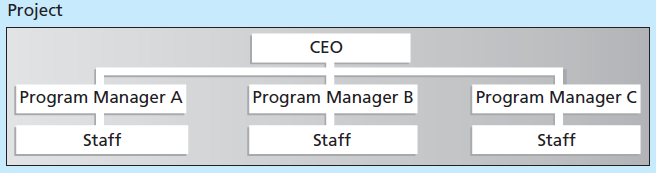 Project
CEO
Program Manager A
Program Manager B
Program Manager C
Staff
Staff
Staff